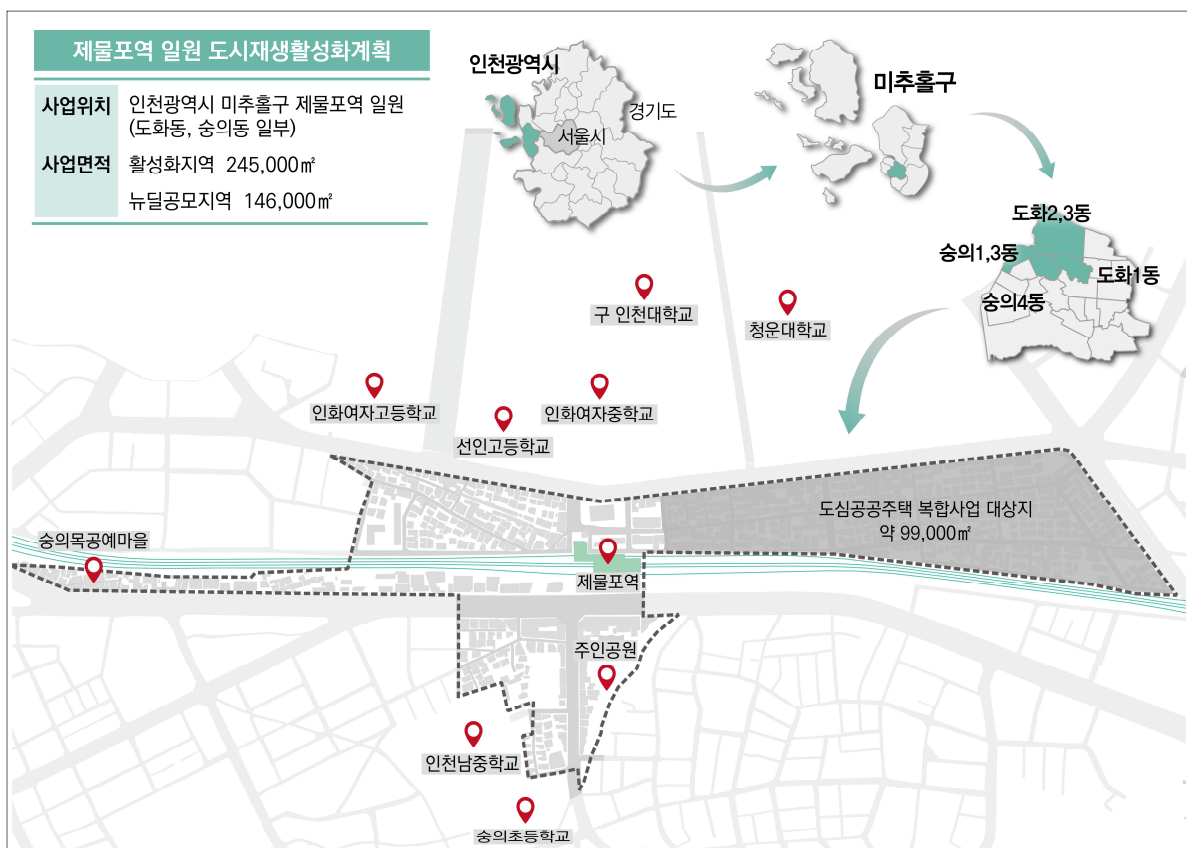 제물포역 일원 도시재생활성화계획
사업위치 인천광역시 미추홀구 제물포역 일원
(도화동, 숭의동 일부)
사업면적 활성화지역 245,000㎡
뉴딜공모지역 146,000㎡
인천광역시
경기도
서울시
미추홀구
도화2,3동
숭의1,3동
도화1동
숭의4동
구 인천대학교
청운대학교
인화여자고등학교
인화여자중학교
선인고등학교
도심공공주택 복합사업 대상지
약 99,000㎡
숭의목공예마을
제물포역
주인공원
인천남중학교
숭의초등학교